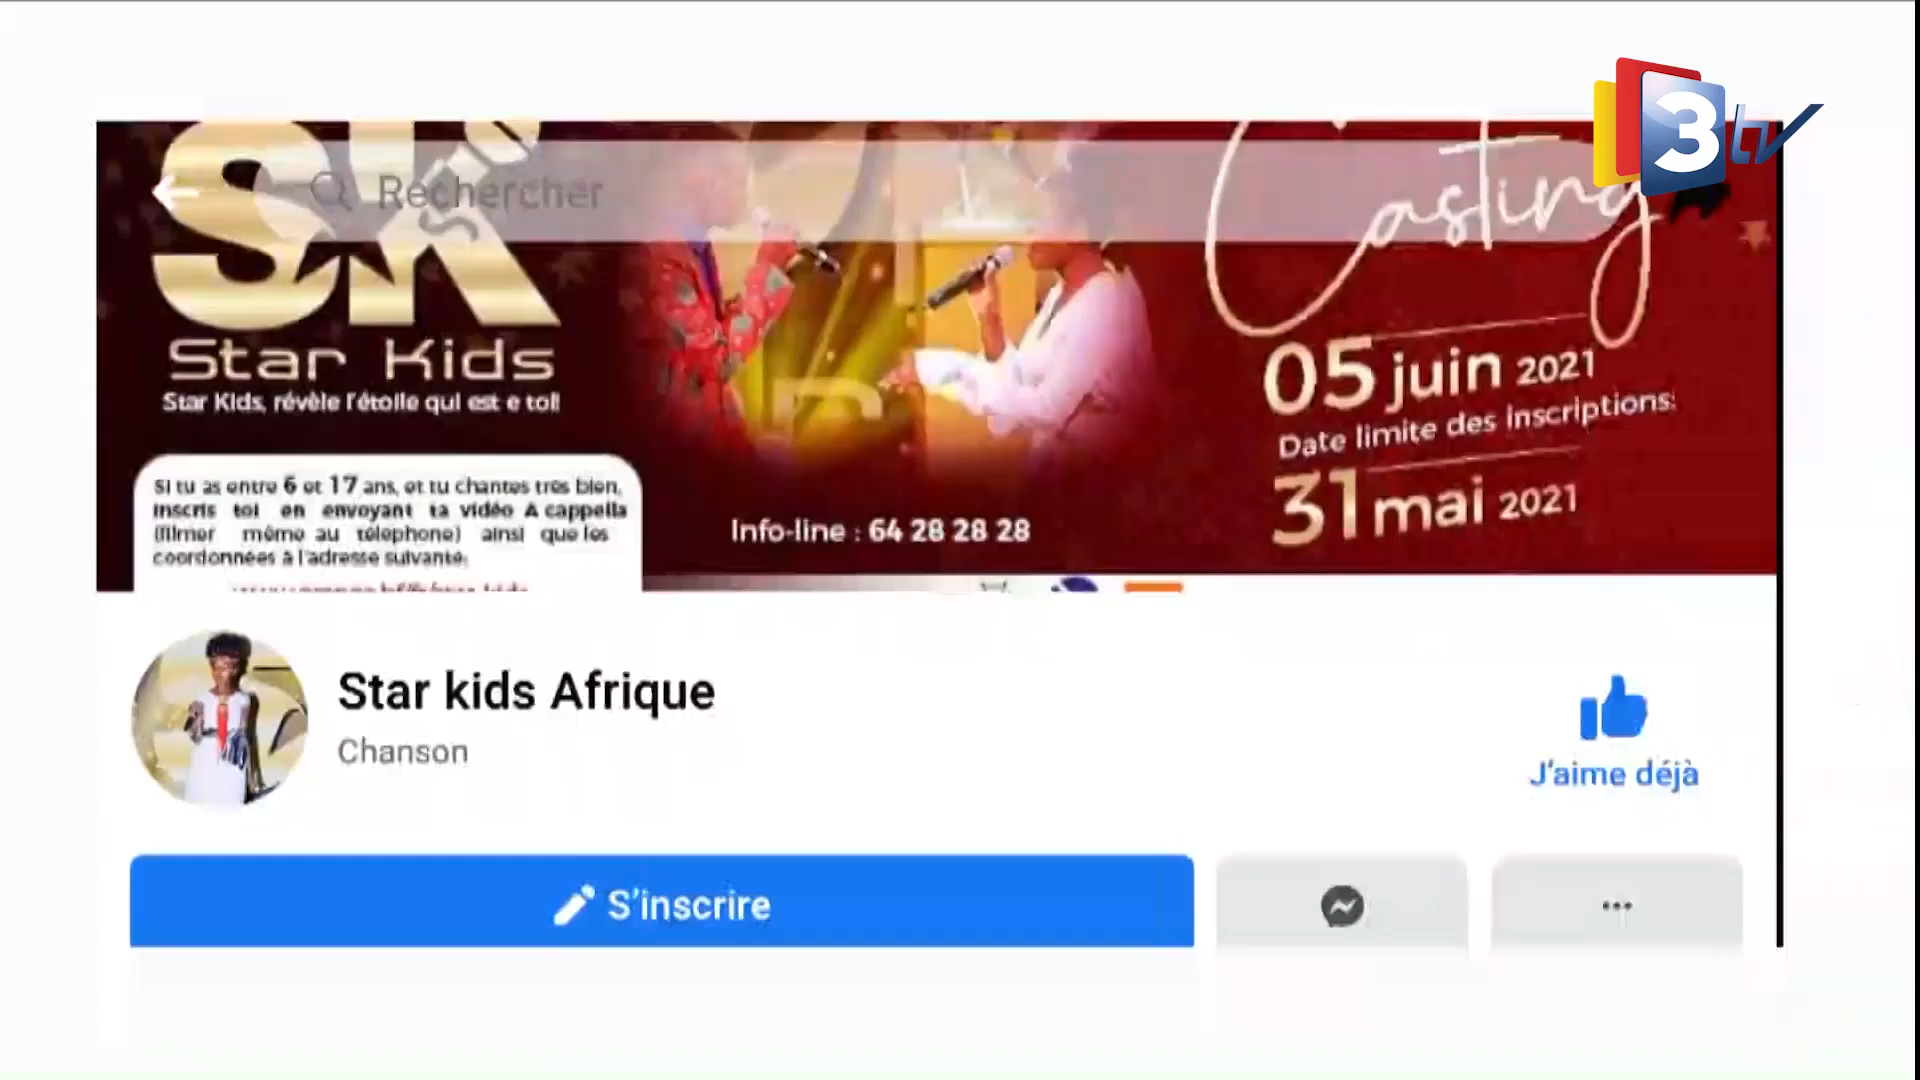 3tv
SK
Rechercher
Casting
Star Kids
Star Kids, révèle l'étoile qui est e toi!
05 juin 2021
Date limite des inscriptions:
31 mai 2021
Si tu as entre 6 et 17 ans, et tu chantes très bien,
inscris toi en envoyant ta vidéo A cappella
(filmer même au téléphone) ainsi que les
coordonnées à l'adresse suivante:
Info-line : 64 28 28 28
Star kids Afrique
Chanson
J'aime déjà
S'inscrire